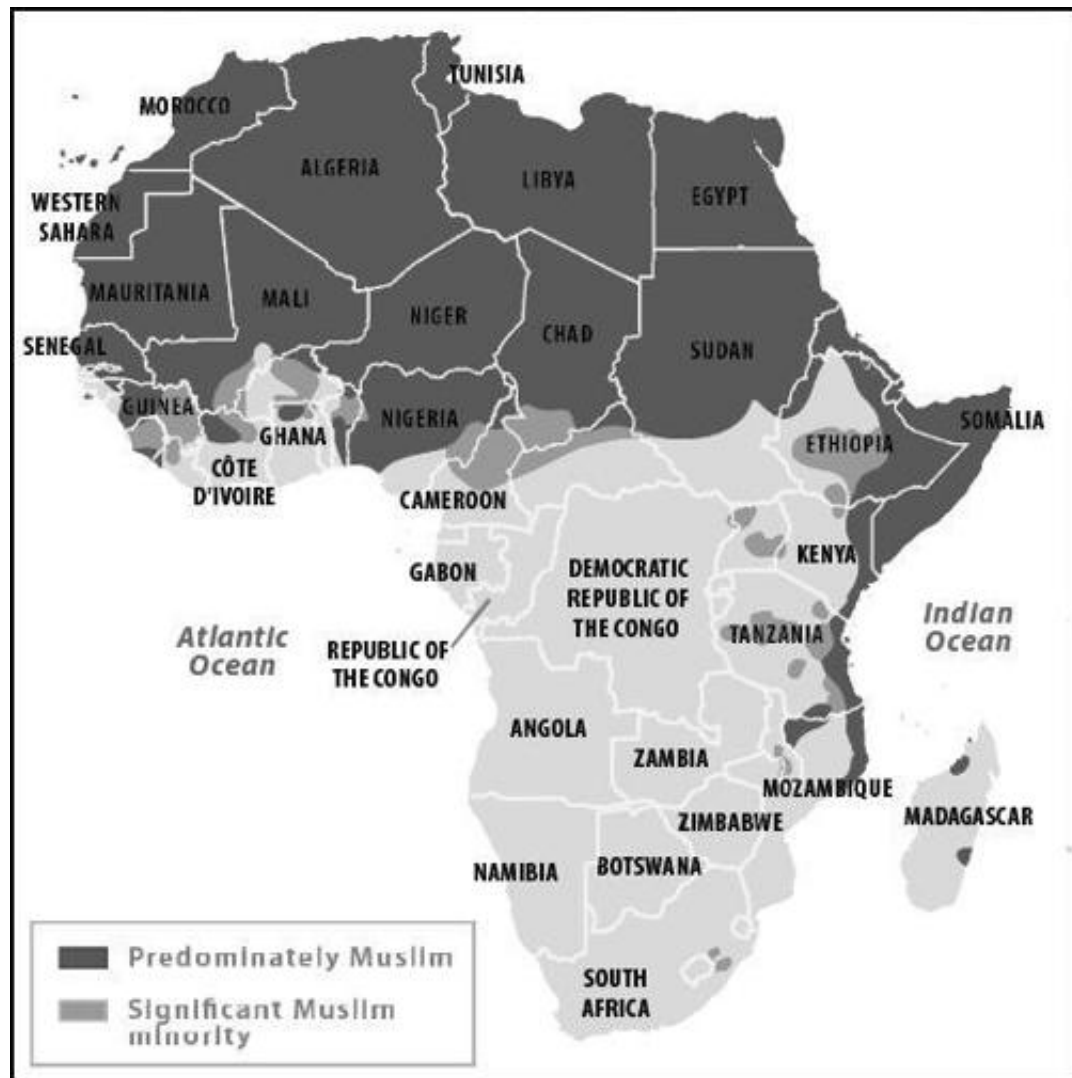 TUNISIA
MOROCCO
ALGERIA
LIBYA
EGYPT
WESTERN
SAHARA
MAURITANIA
MALI
NIGER
CHAD
SUDAN
SENEGAL
GUINEA
NIGERIA
SOMALIA
GHANA
ETHIOPIA
CÔTE
D'IVOIRE
CAMEROON
KENYA
GABON
DEMOCRATIC
REPUBLIC OF
THE CONGO
Indian
Ocean
Atlantic
Ocean
TANZANIA
REPUBLIC OF
THE CONGO
ANGOLA
ZAMBIA
MOZAMBIQUE
MADAGASCAR
ZIMBABWE
NAMIBIA
BOTSWANA
SOUTH
AFRICA
Predominately Muslim
Significant Muslim
minority